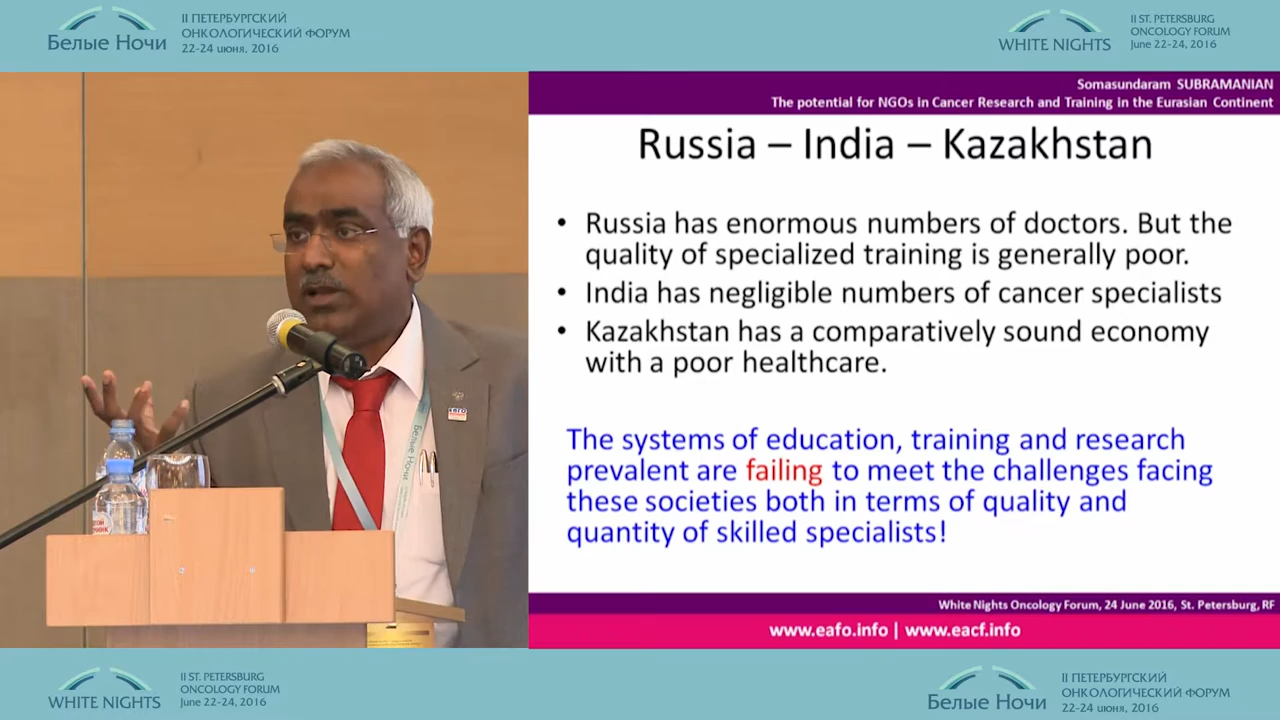 Белые Ночи
II ПЕТЕРБУРГСКИЙ
ОНКОЛОГИЧЕСКИЙ ФОРУМ
22-24 июня, 2016
WHITE NIGHTS
II ST. PETERSBURG
ONCOLOGY FORUM
June 22-24, 2016
Somasundaram SUBRAMANIAN
The potential for NGOs in Cancer Research and Training in the Eurasian Continent
Russia – India – Kazakhstan
• Russia has enormous numbers of doctors. But the
quality of specialized training is generally poor.
• India has negligible numbers of cancer specialists
• Kazakhstan has a comparatively sound economy
with a poor healthcare.
The systems of education, training and research
prevalent are failing to meet the challenges facing
these societies both in terms of quality and
quantity of skilled specialists!
White Nights Oncology Forum, 24 June 2016, St. Petersburg, RF
www.eafo.info | www.eacf.info
Белые Ночи
WHITE NIGHTS
II ST. PETERSBURG
ONCOLOGY FORUM
June 22-24, 2016
Белые Ночи
II ПЕТЕРБУРГСКИЙ
ОНКОЛОГИЧЕСКИЙ ФОРУМ
22-24 июня, 2016